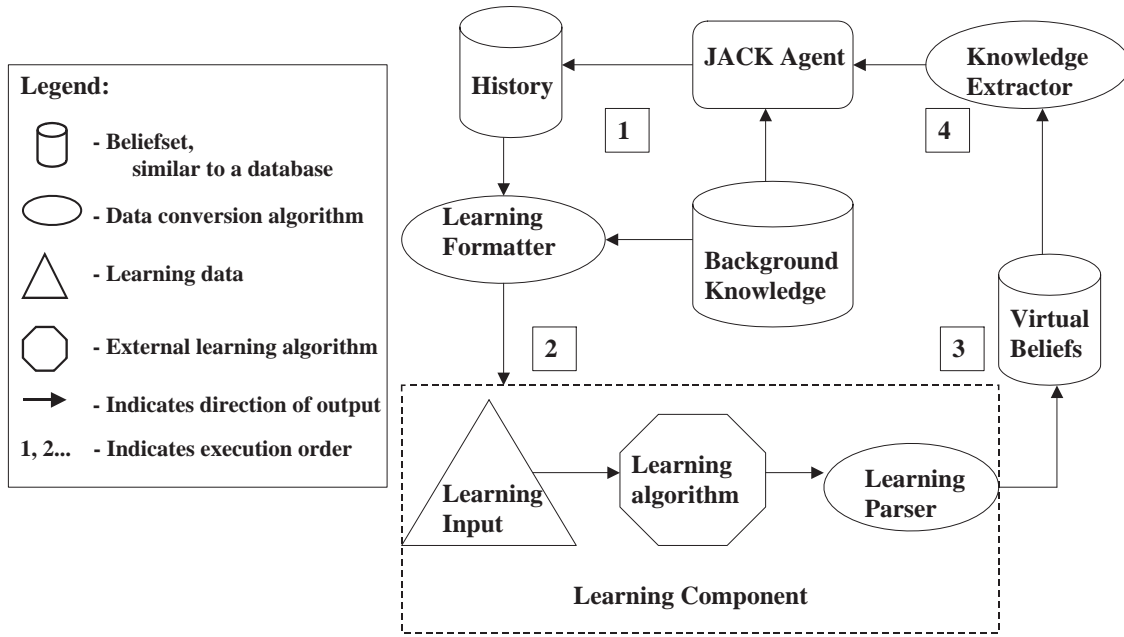 Legend:
- Beliefset,
similar to a database
- Data conversion algorithm
- Learning data
- External learning algorithm
- Indicates direction of output
1, 2... - Indicates execution order
History
JACK Agent
Knowledge
Extractor
1
4
Learning
Formatter
Background
Knowledge
2
3
Virtual
Beliefs
Learning
Input
Learning
algorithm
Learning
Parser
Learning Component